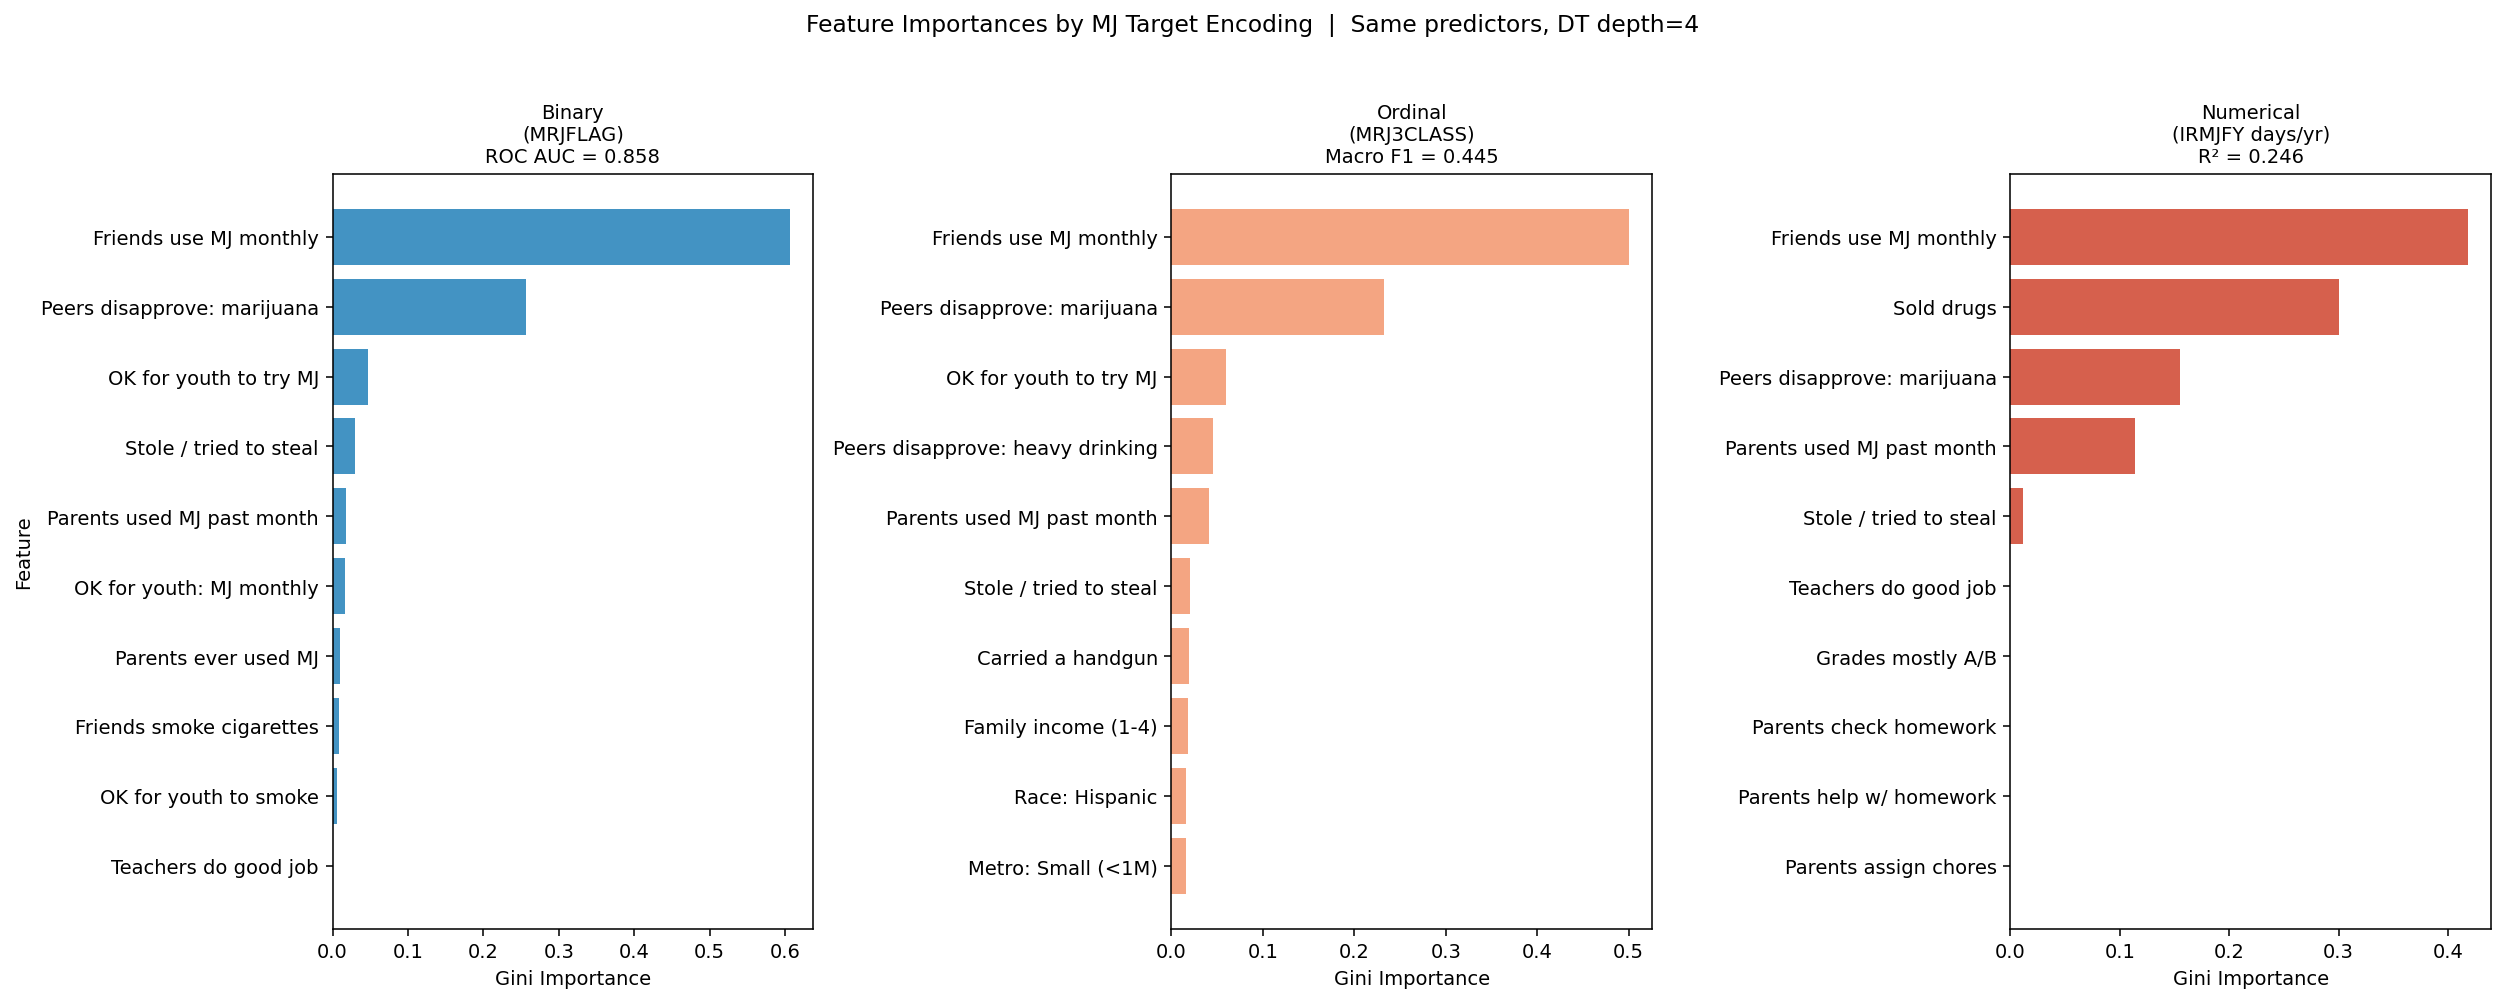 Feature Importances by MJ Target Encoding | Same predictors, DT depth=4
Binary
(MRJFLAG)
ROC AUC = 0.858
Feature
Friends use MJ monthly
Peers disapprove: marijuana
OK for youth to try MJ
Stole / tried to steal
Parents used MJ past month
OK for youth: MJ monthly
Parents ever used MJ
Friends smoke cigarettes
OK for youth to smoke
Teachers do good job
0.0 0.1 0.2 0.3 0.4 0.5 0.6
Gini Importance
Ordinal
(MRJ3CLASS)
Macro F1 = 0.445
Friends use MJ monthly
Peers disapprove: marijuana
OK for youth to try MJ
Peers disapprove: heavy drinking
Parents used MJ past month
Stole / tried to steal
Carried a handgun
Family income (1-4)
Race: Hispanic
Metro: Small (<1M)
0.0 0.1 0.2 0.3 0.4 0.5
Gini Importance
Numerical
(IRMJFY days/yr)
R² = 0.246
Friends use MJ monthly
Sold drugs
Peers disapprove: marijuana
Parents used MJ past month
Stole / tried to steal
Teachers do good job
Grades mostly A/B
Parents check homework
Parents help w/ homework
Parents assign chores
0.0 0.1 0.2 0.3 0.4
Gini Importance